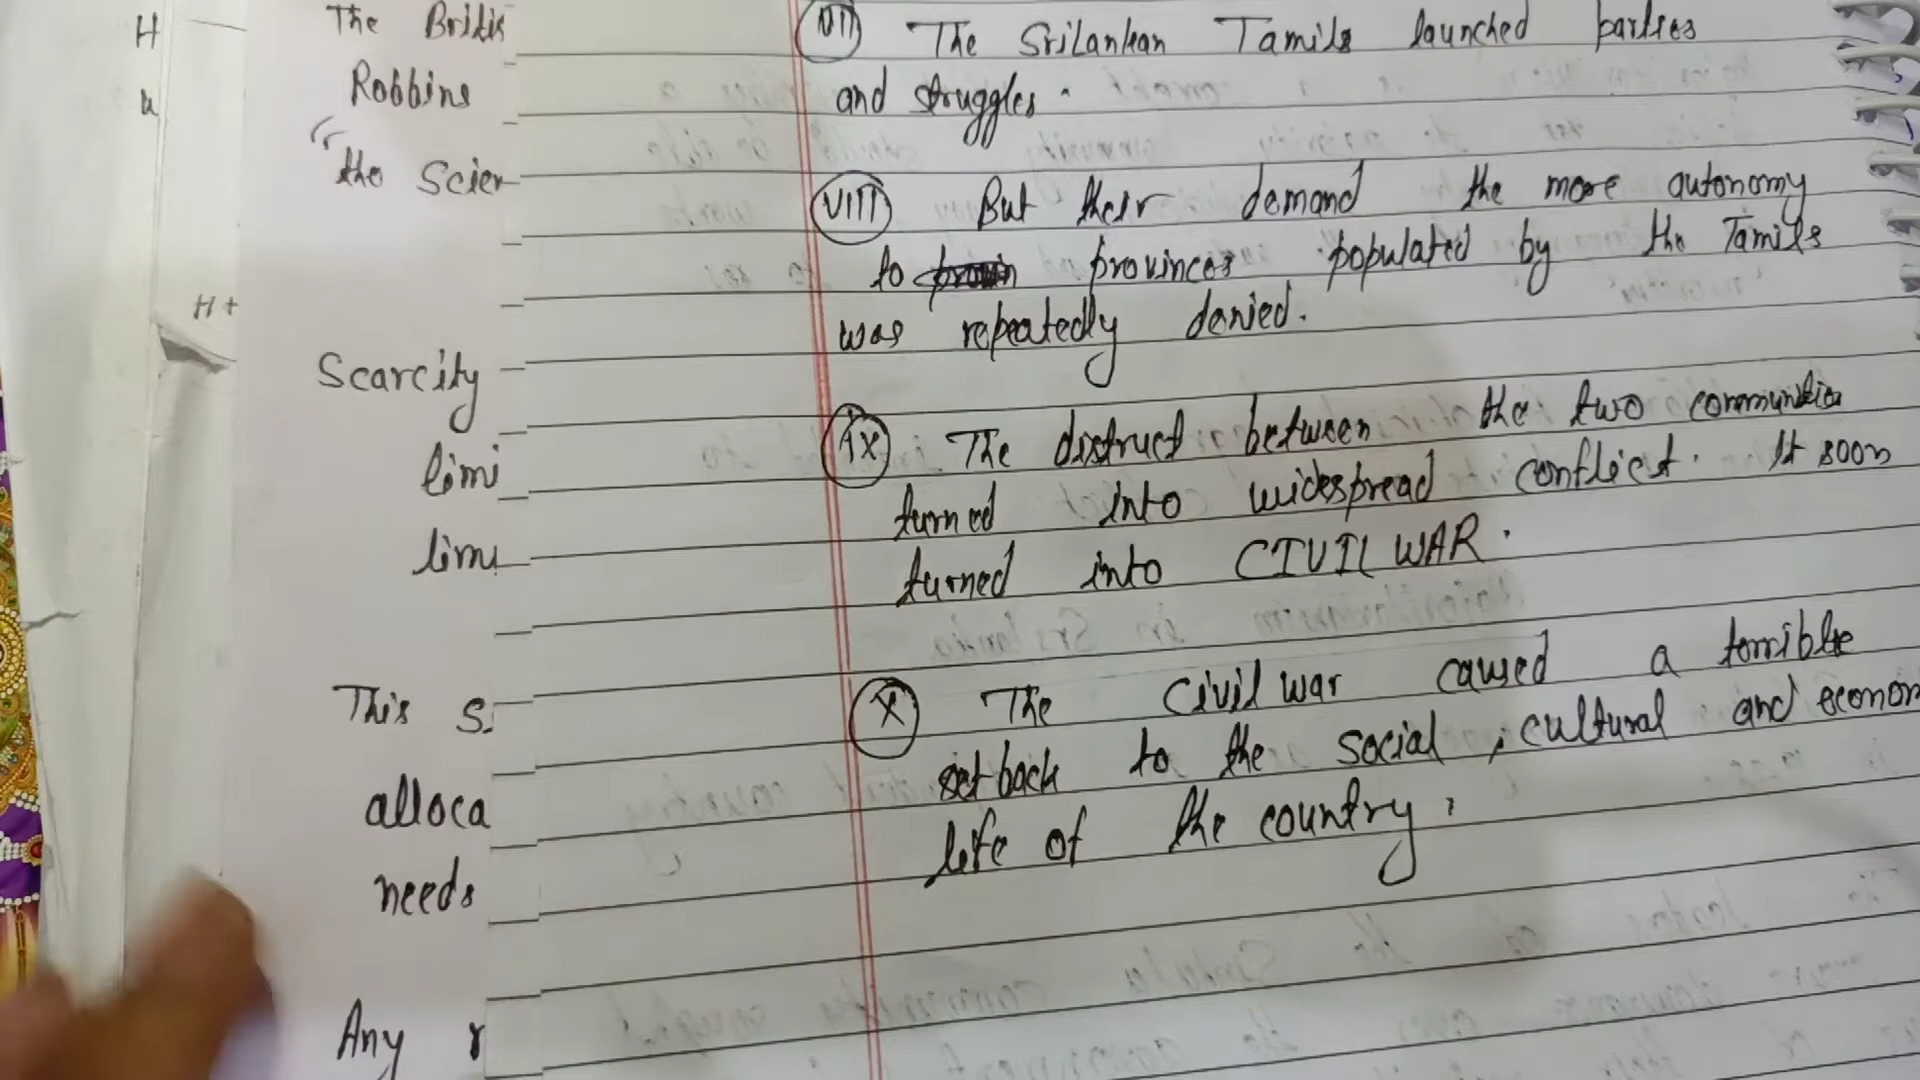 H
u
H+
The Britis
Robbins
"the Scien
Scarcity
limi
limi
This s
alloca
needs
Any r
VII The SriLankan Tamils launched parties
and struggles.
VIII But their demand the more autonomy
to provinces populated by the Tamils
was repeatedly denied.
IX The distruct between the two communities
turned into widespread conflict. It soon
turned into CIVIL WAR.
X The Civil war caused a terrible
setback to the social, cultural and econom
life of the country.